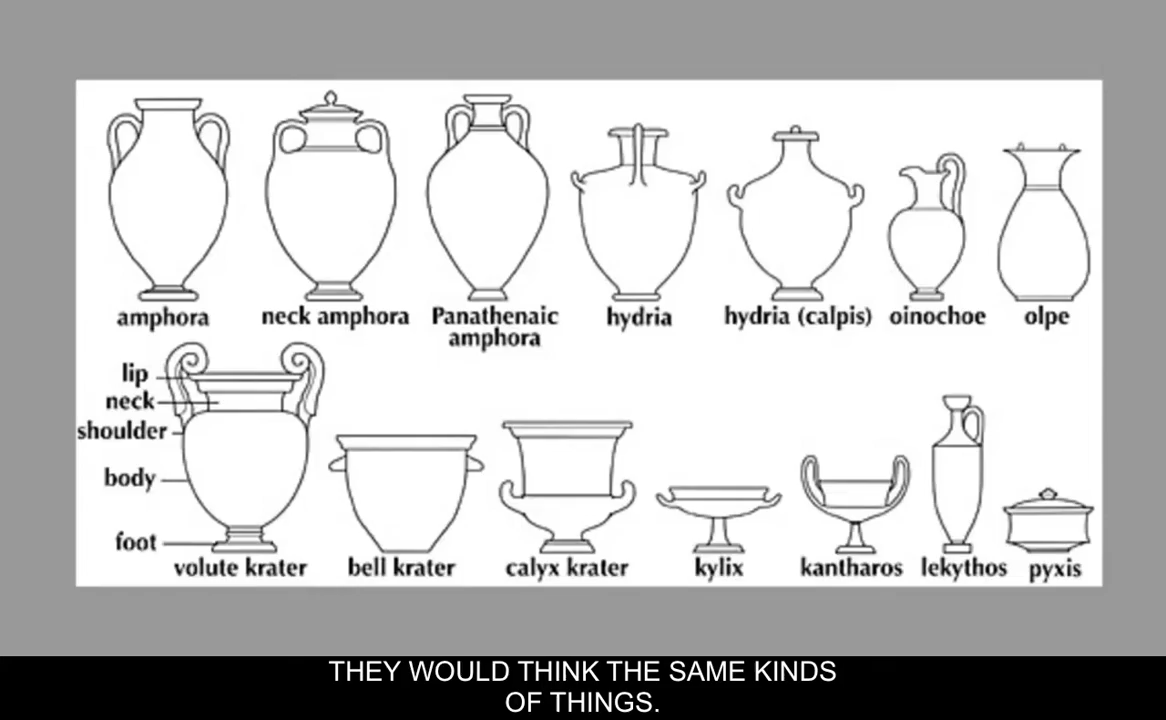 amphora
neck amphora
Panathenaic
amphora
hydria
hydria (calpis)
oinochoe
olpe
lip
neck
shoulder
body
foot
volute krater
bell krater
calyx krater
kylix
kantharos
lekythos
pyxis
THEY WOULD THINK THE SAME KINDS
OF THINGS.